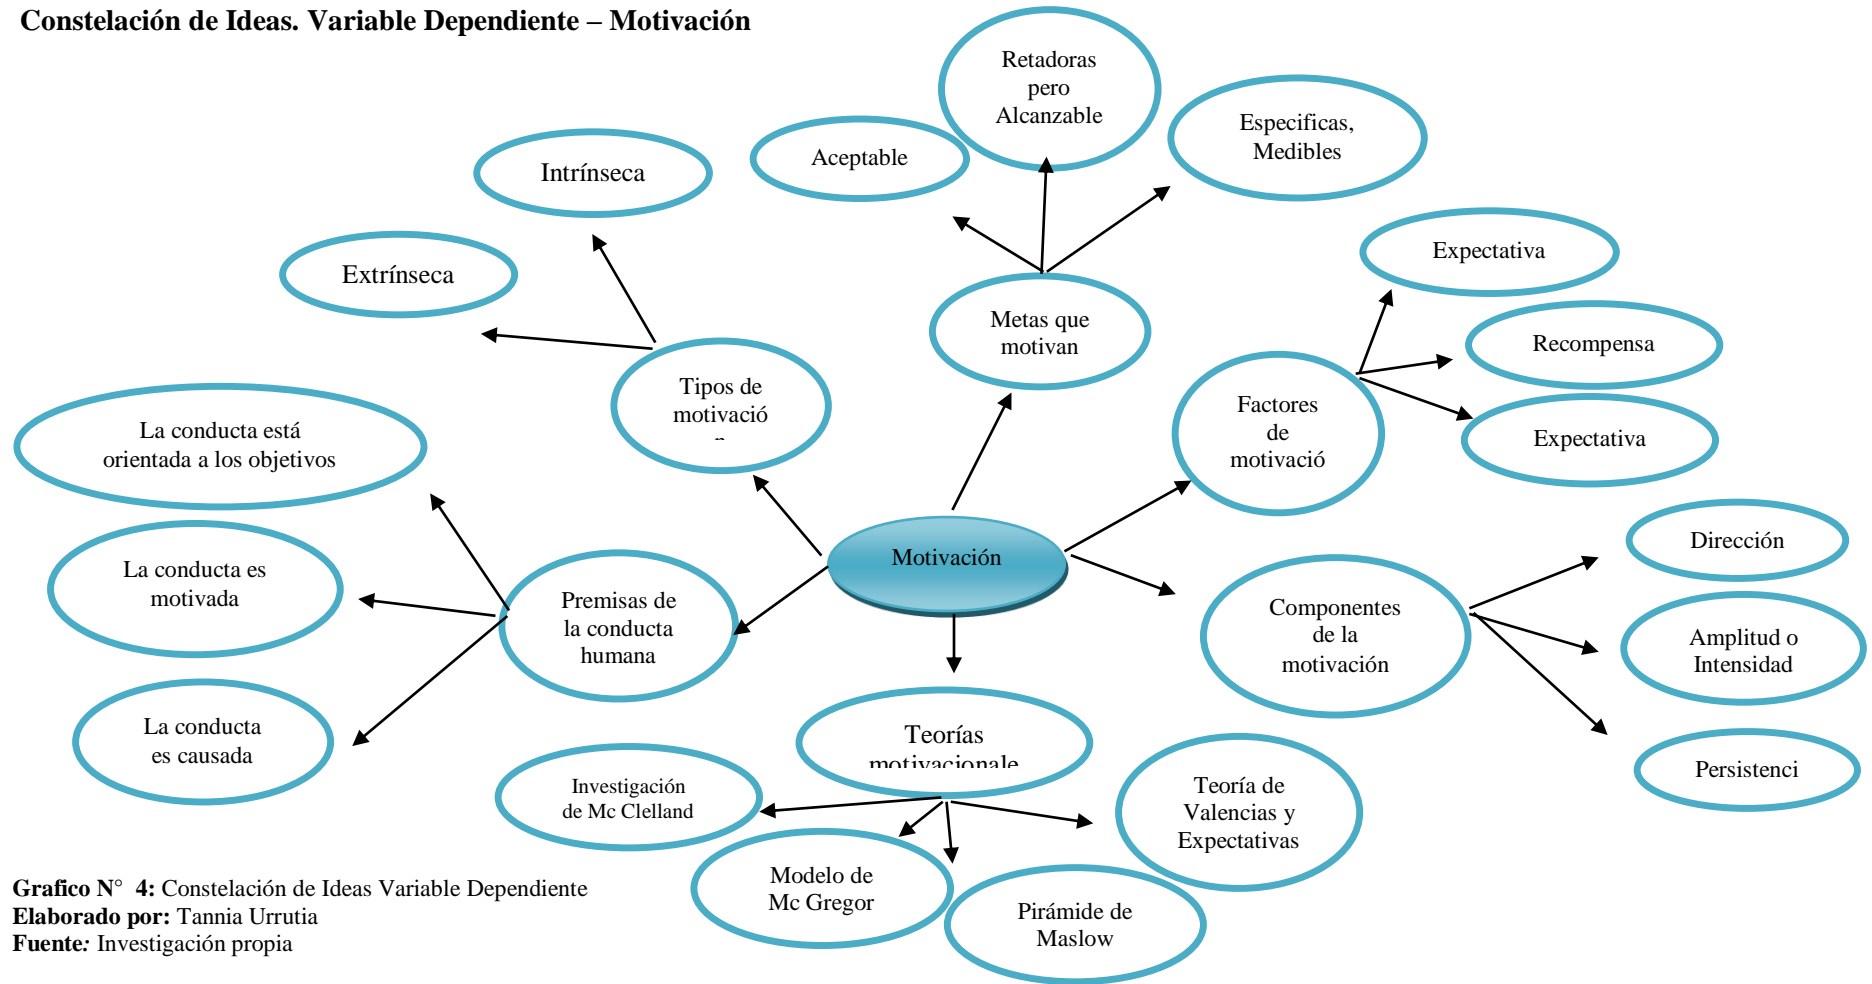 Constelación de Ideas. Variable Dependiente – Motivación
Retadoras
pero
Alcanzable
Especificas,
Medibles
Aceptable
Intrínseca
Extrínseca
Expectativa
Recompensa
Expectativa
Metas que
motivan
Tipos de
motivació
Factores
de
motivació
La conducta está
orientada a los objetivos
La conducta es
motivada
La conducta
es causada
Premisas de
la conducta
humana
Motivación
Componentes
de la
motivación
Dirección
Amplitud o
Intensidad
Persistenci
Teorías
motivacionale
Investigación
de Mc Clelland
Modelo de
Mc Gregor
Pirámide de
Maslow
Teoría de
Valencias y
Expectativas
Grafico N° 4: Constelación de Ideas Variable Dependiente
Elaborado por: Tannia Urrutia
Fuente: Investigación propia